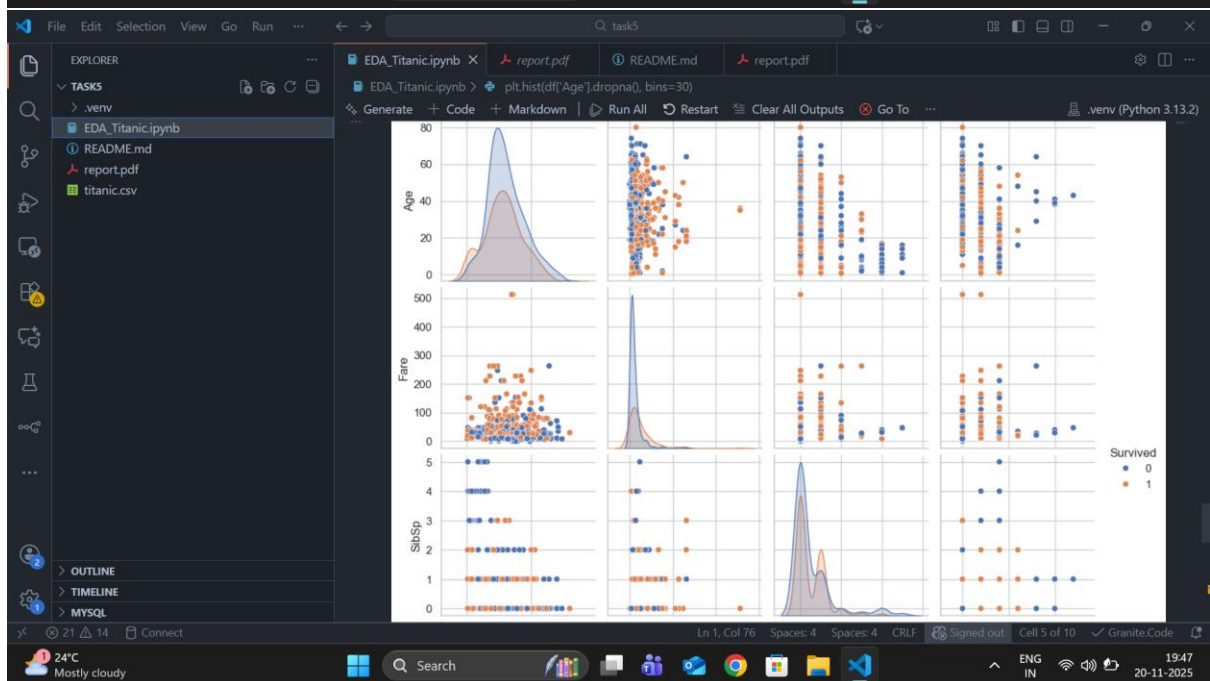 File Edit Selection View Go Run ...
task5
EXPLORER
TASK5
.venv
EDA_Titanic.ipynb
README.md
report.pdf
titanic.csv
OUTLINE
TIMELINE
MYSQL
EDA_Titanic.ipynb report.pdf README.md report.pdf
EDA_Titanic.ipynb > plt.hist(df['Age'].dropna(), bins=30)
Generate + Code + Markdown | Run All Restart Clear All Outputs Go To ... .venv (Python 3.13.2)
80
60
Age
40
20
0
500
400
300
Fare
200
100
0
5
4
3
SibSp
2
1
0
Survived
0
1
2
1
21 14 Connect
Ln 1, Col 76 Spaces: 4 Spaces: 4 CRLF Signed out Cell 5 of 10 Granite.Code
1
24°C
Mostly cloudy
Search
ENG
IN
19:47
20-11-2025